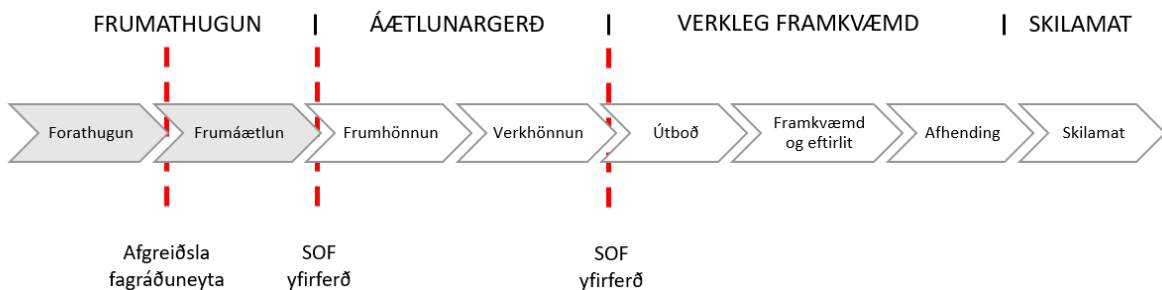 FRUMATHUGUN | ÁÆTLUNARGERÐ | VERKLEG FRAMKVÆMD | SKILAMAT
Forathugun
Frumáætlun
Frumhönnun
Verkhönnun
Útboð
Framkvæmd
og eftirlit
Afhending
Skilamat
Afgreiðsla
fagráðuneyta
SOF
yfirferð
SOF
yfirferð